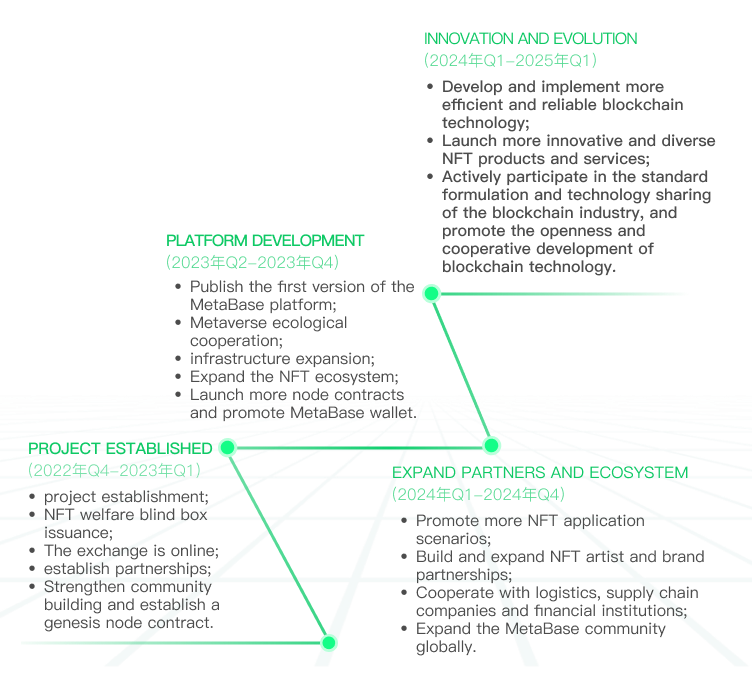 INNOVATION AND EVOLUTION
(2024年Q1-2025年Q1)
• Develop and implement more
efficient and reliable blockchain
technology;
• Launch more innovative and diverse
NFT products and services;
• Actively participate in the standard
formulation and technology sharing
of the blockchain industry, and
promote the openness and
cooperative development of
blockchain technology.
PLATFORM DEVELOPMENT
(2023年Q2-2023年Q4)
• Publish the first version of the
MetaBase platform;
• Metaverse ecological
cooperation;
• infrastructure expansion;
• Expand the NFT ecosystem;
• Launch more node contracts
and promote MetaBase wallet.
PROJECT ESTABLISHED
(2022年Q4-2023年Q1)
• project establishment;
• NFT welfare blind box
issuance;
• The exchange is online;
• establish partnerships;
• Strengthen community
building and establish a
genesis node contract.
EXPAND PARTNERS AND ECOSYSTEM
(2024年Q1-2024年Q4)
• Promote more NFT application
scenarios;
• Build and expand NFT artist and brand
partnerships;
• Cooperate with logistics, supply chain
companies and financial institutions;
• Expand the MetaBase community
globally.